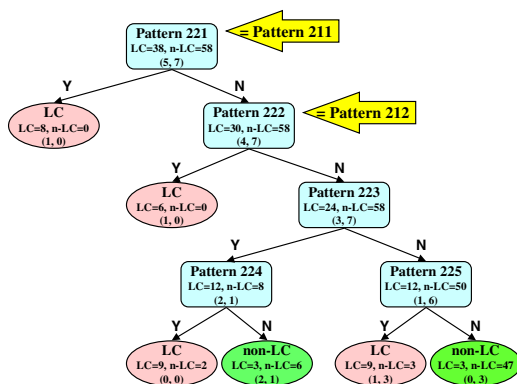 Pattern 221
LC=38, n-LC=58
(5, 7)
= Pattern 211
Y
N
LC
LC=8, n-LC=0
(1, 0)
Pattern 222
LC=30, n-LC=58
(4, 7)
= Pattern 212
Y
N
LC
LC=6, n-LC=0
(1, 0)
Pattern 223
LC=24, n-LC=58
(3, 7)
Y
N
Pattern 224
LC=12, n-LC=8
(2, 1)
Pattern 225
LC=12, n-LC=50
(1, 6)
Y
N
Y
N
LC
LC=9, n-LC=2
(0, 0)
non-LC
LC=3, n-LC=6
(2, 1)
LC
LC=9, n-LC=3
(1, 3)
non-LC
LC=3, n-LC=47
(0, 3)